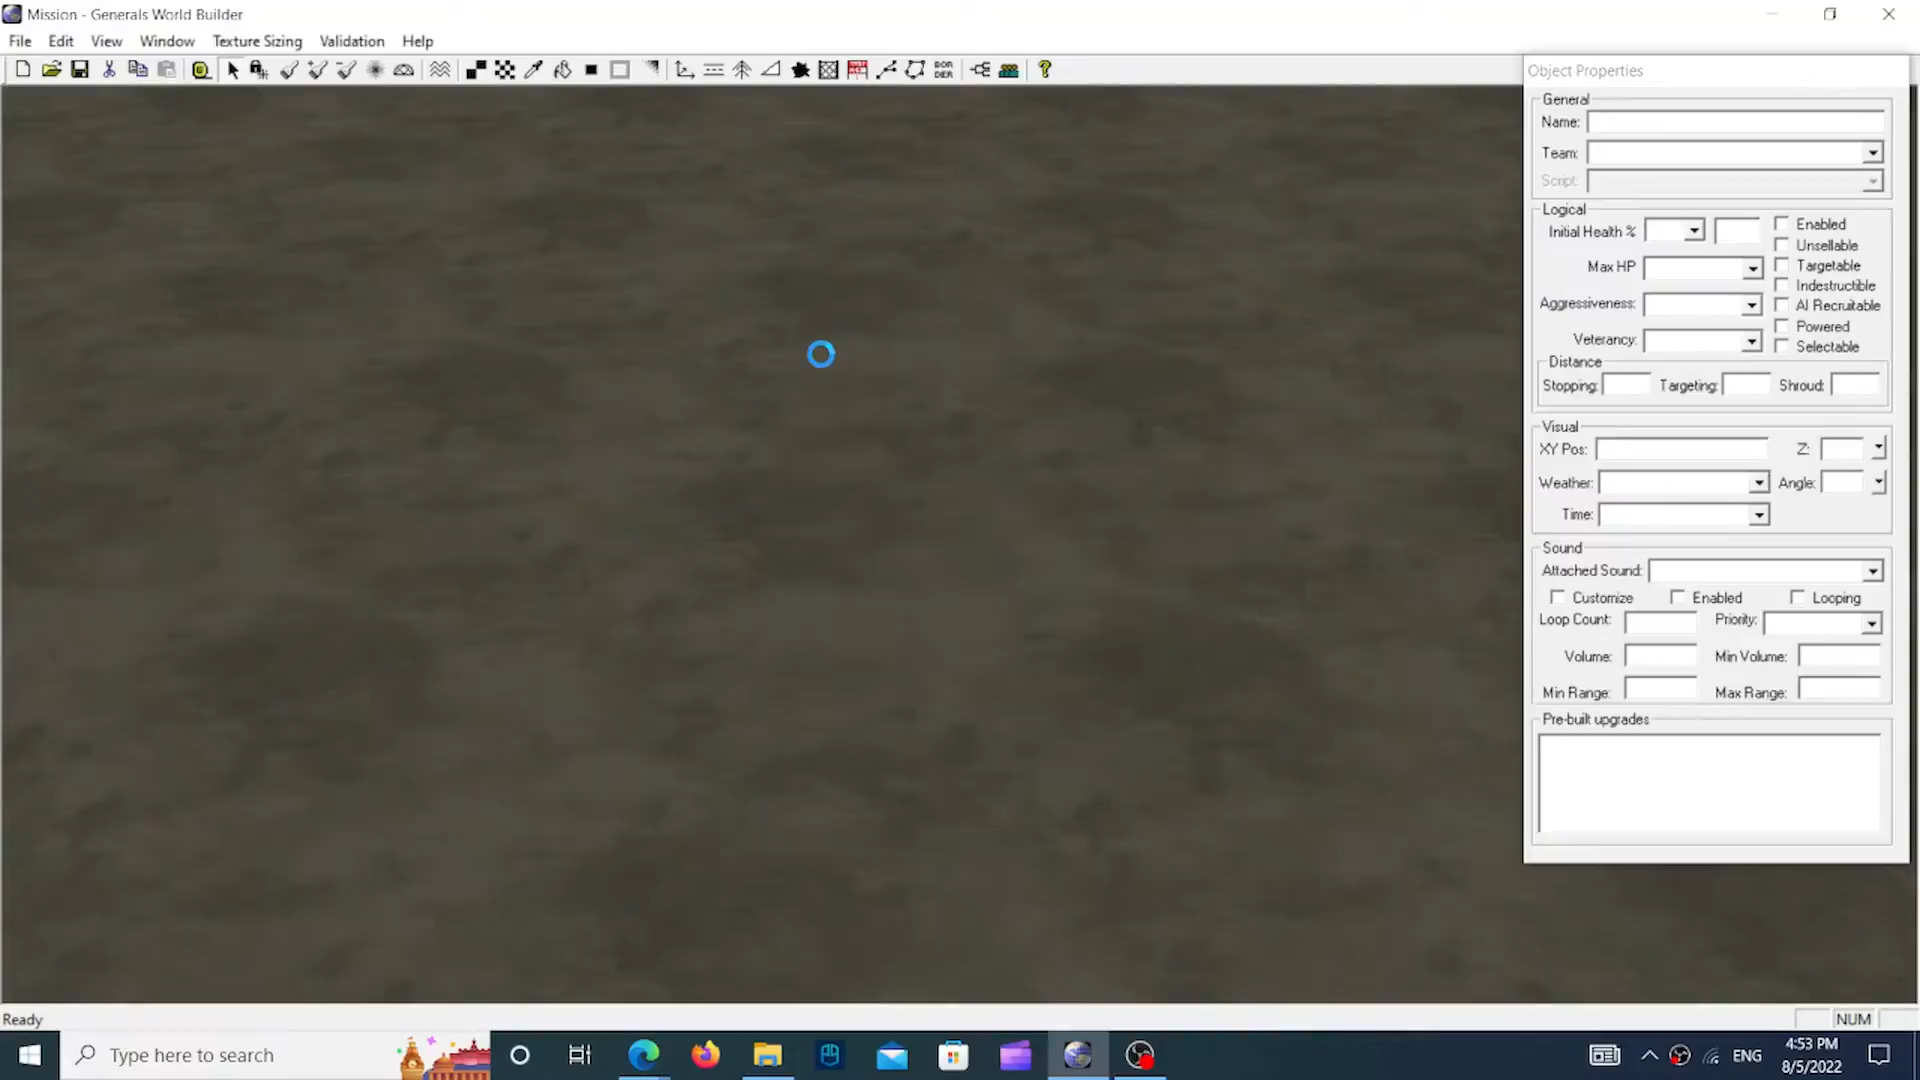 Mission - Generals World Builder
File Edit View Window Texture Sizing Validation Help
BOR
DER
Object Properties
General
Name:
Team:
Script:
Logical
Initial Health %
Enabled
Unsellable
Max HP
Targetable
Indestructible
Aggressiveness:
AI Recruitable
Powered
Veterancy:
Selectable
Distance
Stopping: Targeting: Shroud:
Visual
XY Pos: Z:
Weather: Angle:
Time:
Sound
Attached Sound:
Customize Enabled Looping
Loop Count: Priority:
Volume: Min Volume:
Min Range: Max Range:
Pre-built upgrades
Ready
NUM
Type here to search
ENG
4:53 PM
8/5/2022